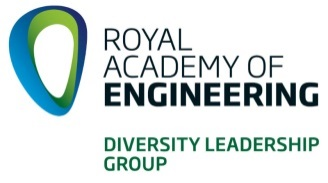 ROYAL
ACADEMY OF
ENGINEERING
DIVERSITY LEADERSHIP
GROUP